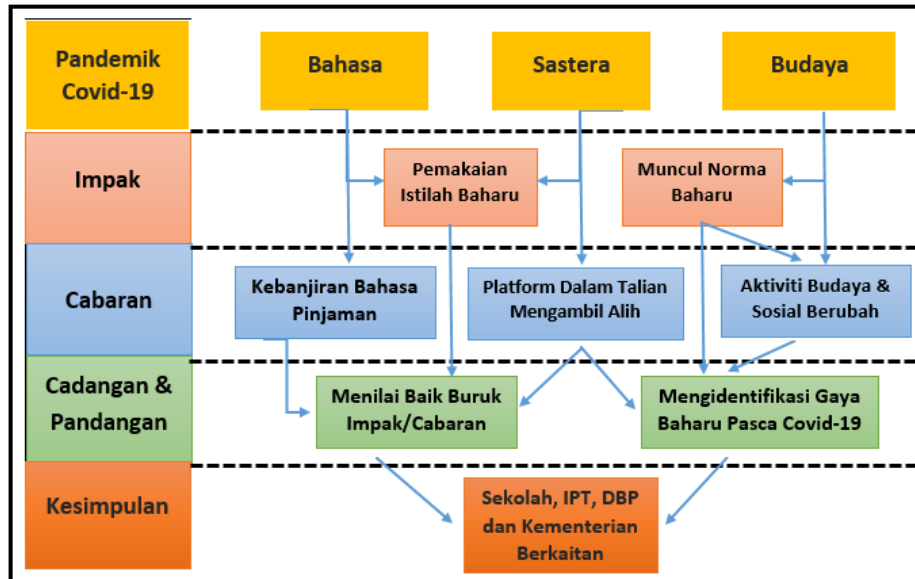 Pandemik
Covid-19
Bahasa
Sastera
Budaya
Impak
Pemakaian
Istilah Baharu
Muncul Norma
Baharu
Cabaran
Kebanjiran Bahasa
Pinjaman
Platform Dalam Talian
Mengambil Alih
Aktiviti Budaya &
Sosial Berubah
Cadangan &
Pandangan
Menilai Baik Buruk
Impak/Cabaran
Mengidentifikasi Gaya
Baharu Pasca Covid-19
Kesimpulan
Sekolah, IPT, DBP
dan Kementerian
Berkaitan